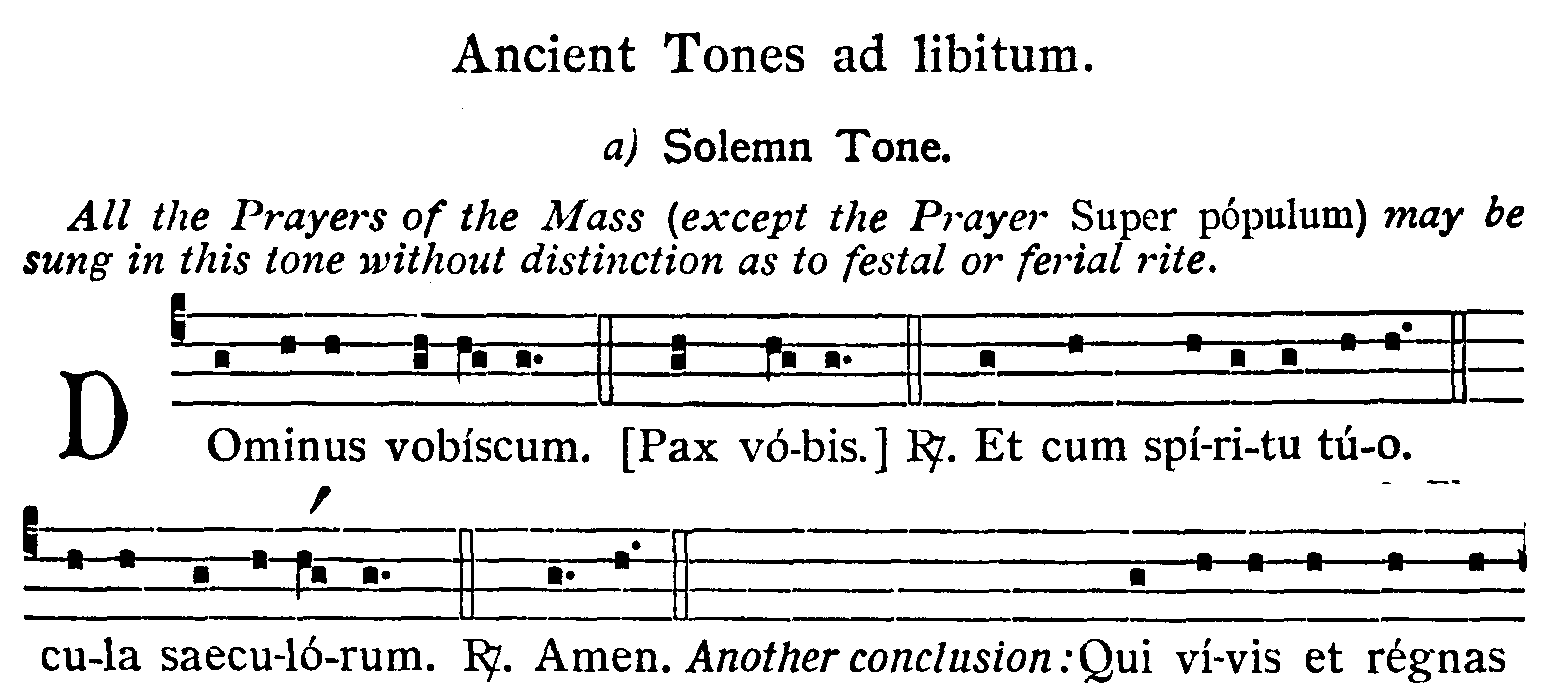 Ancient Tones ad libitum.
a) Solemn Tone.
All the Prayers of the Mass (except the Prayer Super pópulum) may be
sung in this tone without distinction as to festal or ferial rite.
DOminus vobíscum. [Pax vó-bis.] ℟. Et cum spí-ri-tu tú-o.
cu-la saecu-ló-rum. ℟. Amen. Another conclusion: Qui ví-vis et régnas